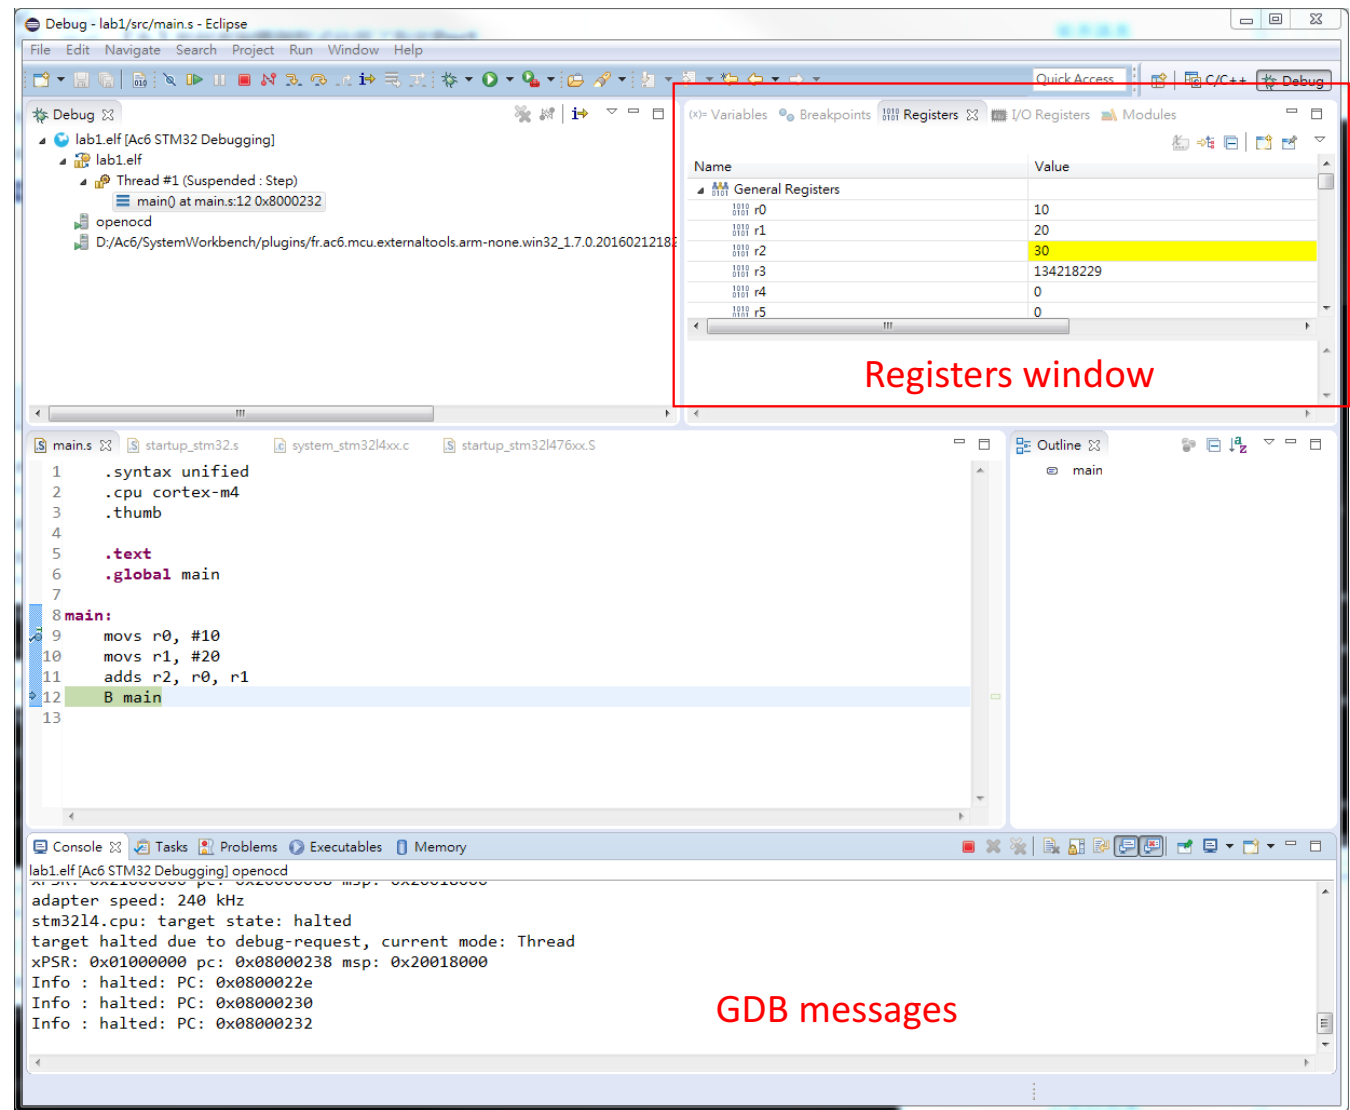 Debug - lab1/src/main.s - Eclipse
File Edit Navigate Search Project Run Window Help
Quick Access C/C++ Debug
Debug
lab1.elf [Ac6 STM32 Debugging]
lab1.elf
Thread #1 (Suspended : Step)
main() at main.s:12 0x8000232
openocd
D:/Ac6/SystemWorkbench/plugins/fr.ac6.mcu.externaltools.arm-none.win32_1.7.0.2016021218
(x)= Variables Breakpoints Registers I/O Registers Modules
Name Value
General Registers
r0 10
r1 20
r2 30
r3 134218229
r4 0
r5 0
Registers window
main.s startup_stm32.s system_stm32l4xx.c startup_stm32l476xx.S
1 .syntax unified
2 .cpu cortex-m4
3 .thumb
4
5 .text
6 .global main
7
8 main:
9 movs r0, #10
10 movs r1, #20
11 adds r2, r0, r1
12 B main
13
Outline
main
Console Tasks Problems Executables Memory
lab1.elf [Ac6 STM32 Debugging] openocd
adapter speed: 240 kHz
stm32l4.cpu: target state: halted
target halted due to debug-request, current mode: Thread
xPSR: 0x01000000 pc: 0x08000238 msp: 0x20018000
Info : halted: PC: 0x0800022e
Info : halted: PC: 0x08000230
Info : halted: PC: 0x08000232
GDB messages